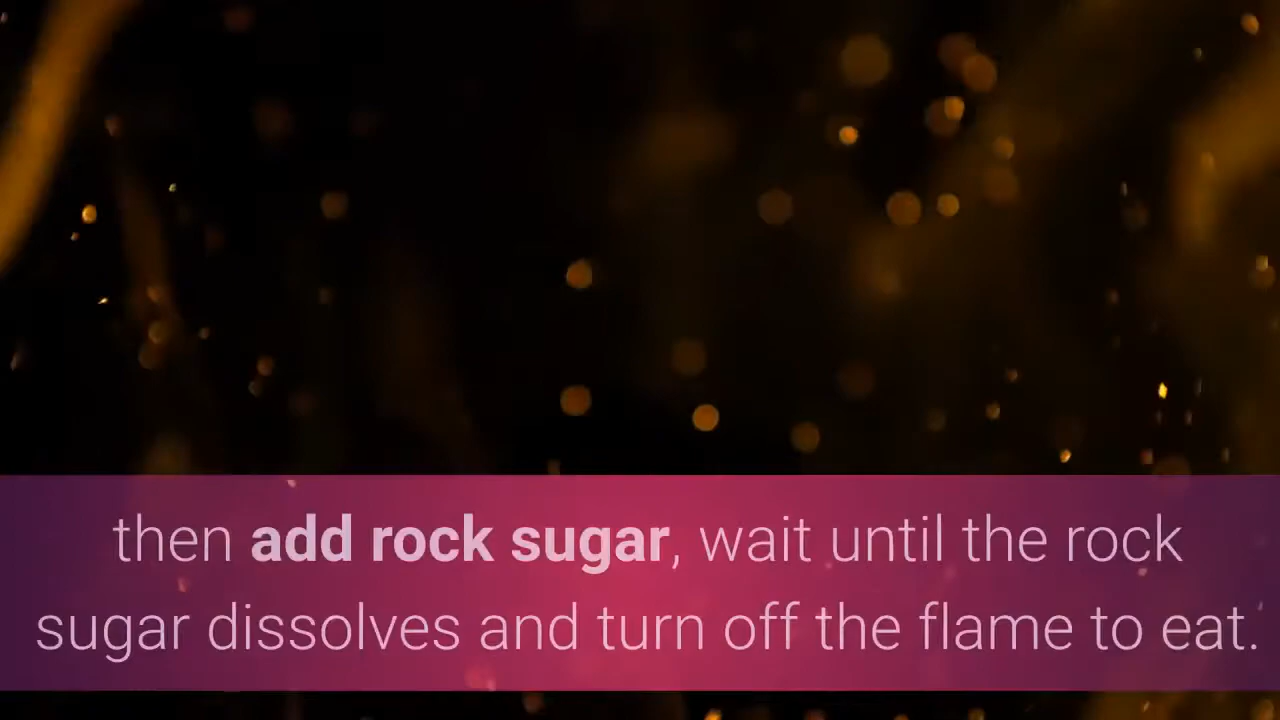 then add rock sugar, wait until the rock
sugar dissolves and turn off the flame to eat.